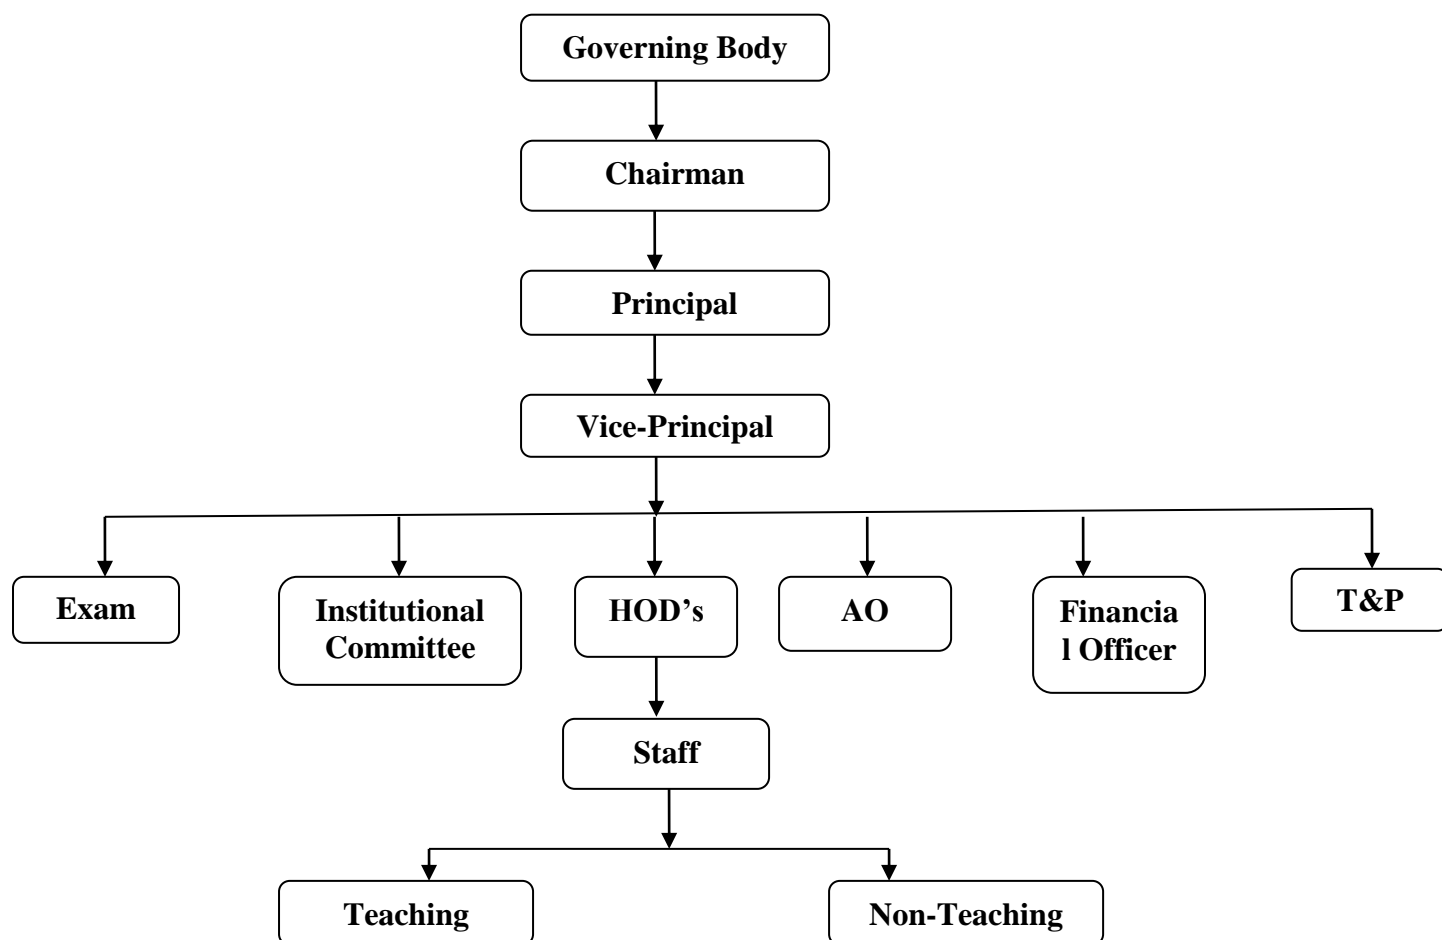 Governing Body
Chairman
Principal
Vice-Principal
Exam
Institutional
Committee
HOD’s
AO
Financia
l Officer
T&P
Staff
Teaching
Non-Teaching